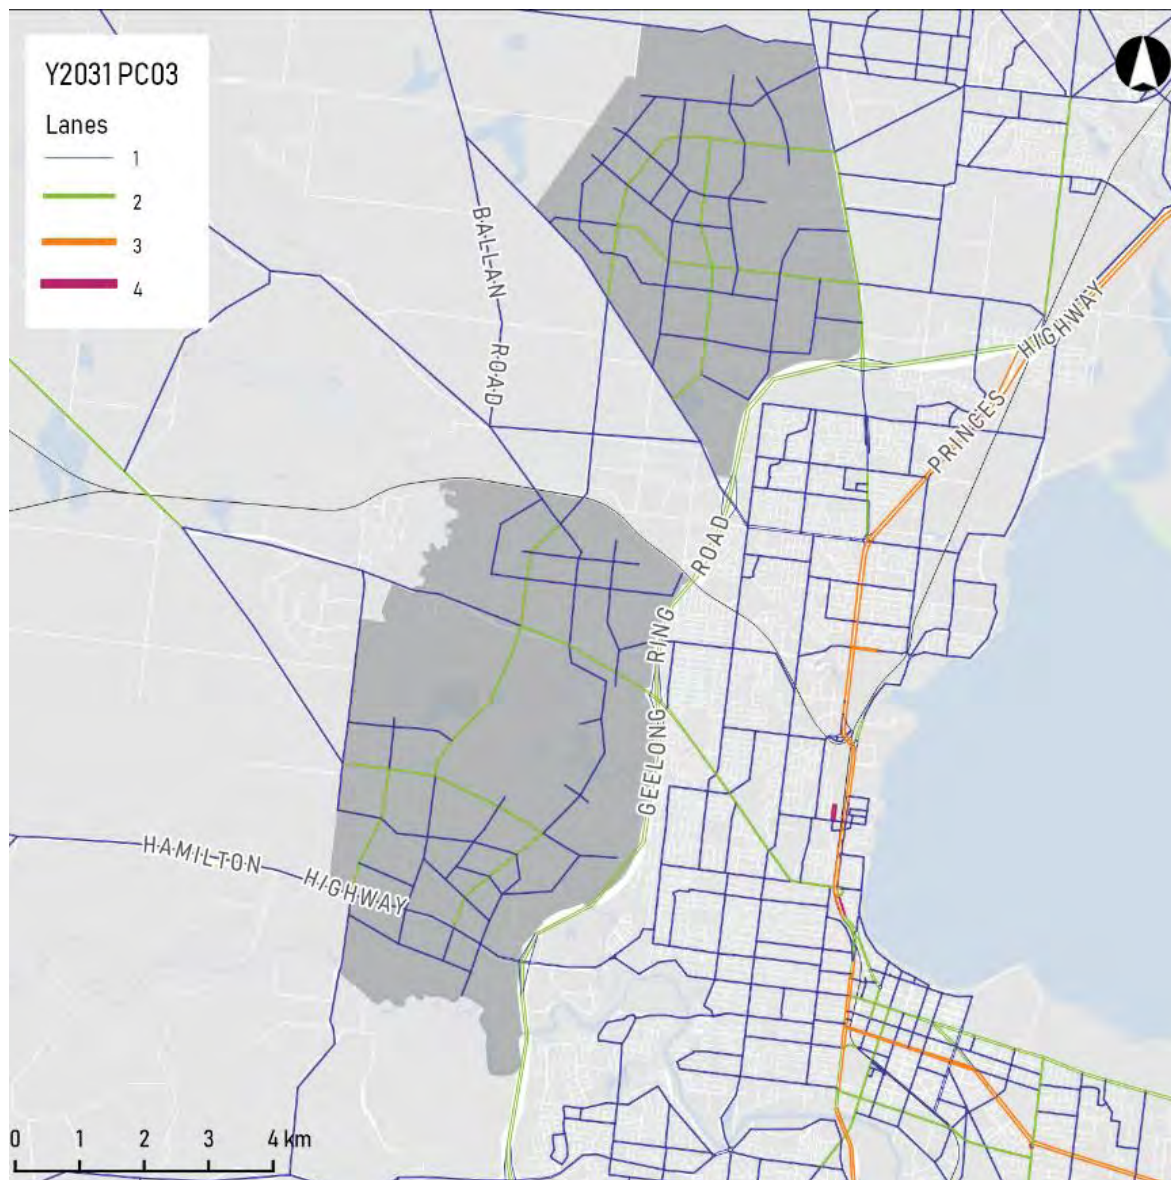 Y2031 PC03
Lanes
1
2
3
4
BALLAN ROAD
PRINCES HIGHWAY
GEELONG RING ROAD
HAMILTON HIGHWAY
0 1 2 3 4 km